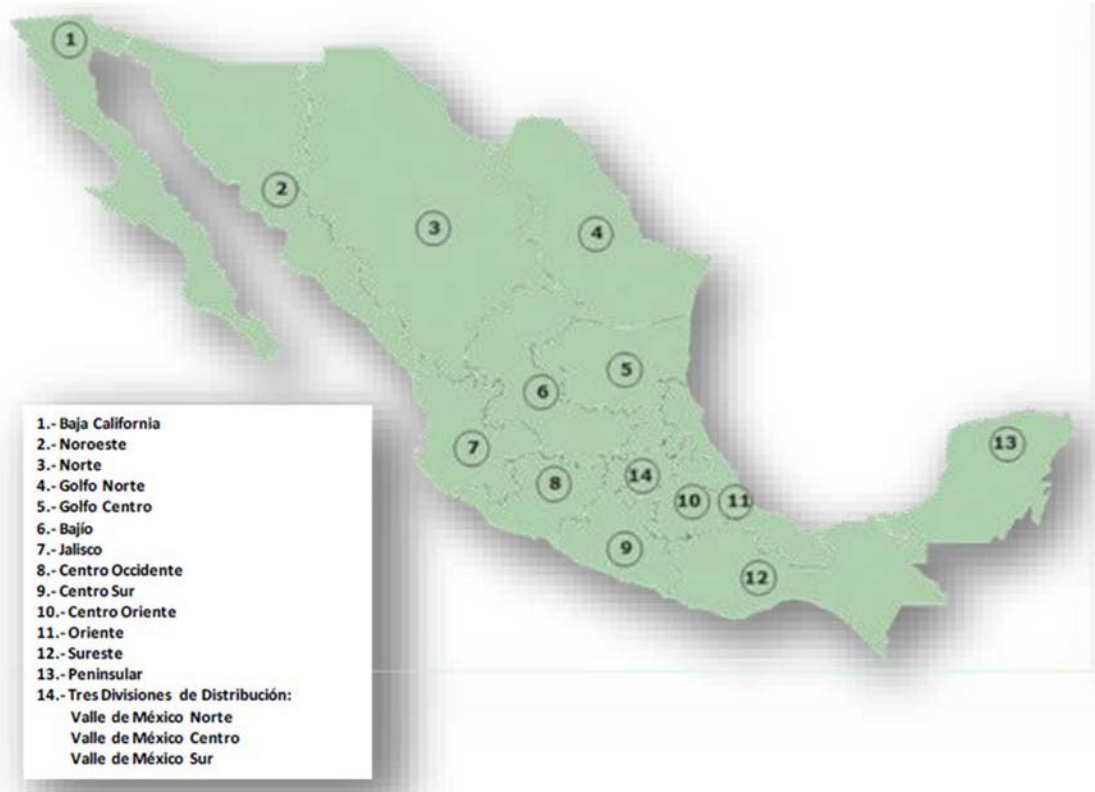 1
2
3
4
5
6
7
8
9
10
11
12
13
14
1.- Baja California
2.- Noroeste
3.- Norte
4.- Golfo Norte
5.- Golfo Centro
6.- Bajío
7.- Jalisco
8.- Centro Occidente
9.- Centro Sur
10.- Centro Oriente
11.- Oriente
12.- Sureste
13.- Peninsular
14.- Tres Divisiones de Distribución:
Valle de México Norte
Valle de México Centro
Valle de México Sur